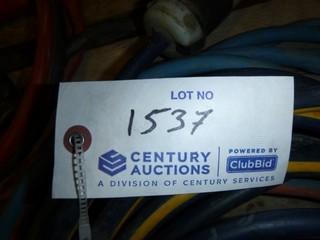 LOT NO
1537
CENTURY AUCTIONS
POWERED BY
ClubBid
A DIVISION OF CENTURY SERVICES